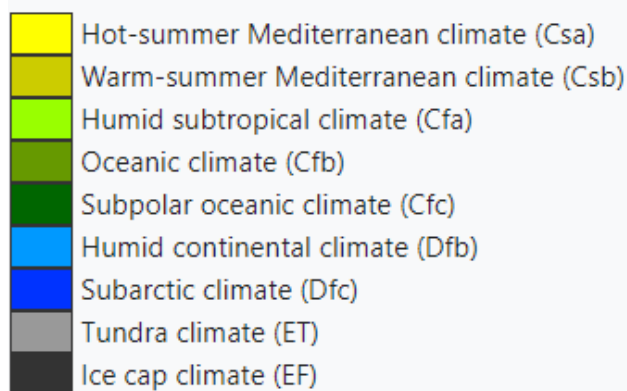 Hot-summer Mediterranean climate (Csa)
Warm-summer Mediterranean climate (Csb)
Humid subtropical climate (Cfa)
Oceanic climate (Cfb)
Subpolar oceanic climate (Cfc)
Humid continental climate (Dfb)
Subarctic climate (Dfc)
Tundra climate (ET)
Ice cap climate (EF)